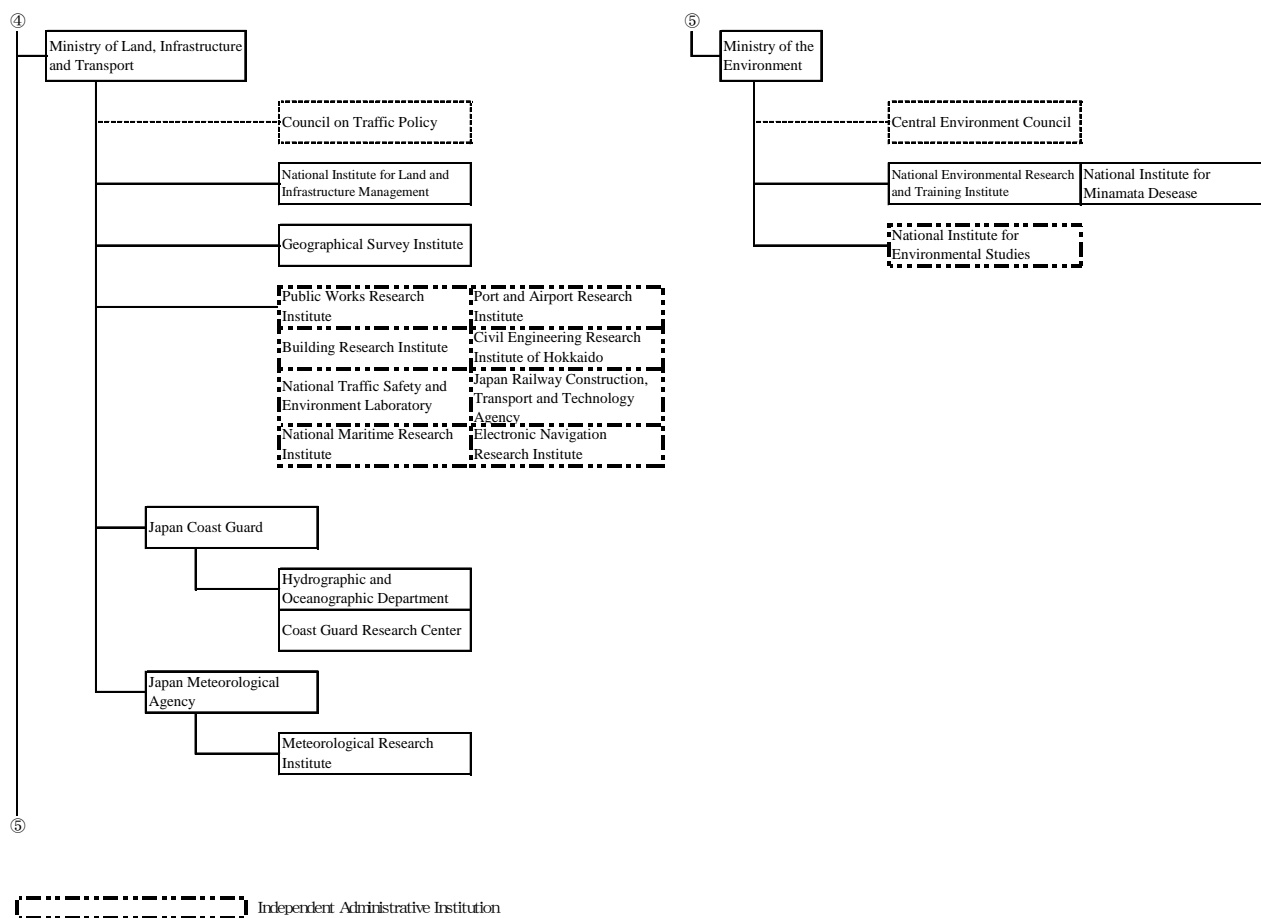 ④
Ministry of Land, Infrastructure
and Transport
Council on Traffic Policy
National Institute for Land and
Infrastructure Management
Geographical Survey Institute
Public Works Research
Institute
Port and Airport Research
Institute
Building Research Institute
Civil Engineering Research
Institute of Hokkaido
National Traffic Safety and
Environment Laboratory
Japan Railway Construction,
Transport and Technology
Agency
National Maritime Research
Institute
Electronic Navigation
Research Institute
Japan Coast Guard
Hydrographic and
Oceanographic Department
Coast Guard Research Center
Japan Meteorological
Agency
Meteorological Research
Institute
⑤
⑤
Ministry of the
Environment
Central Environment Council
National Environmental Research
and Training Institute
National Institute for
Minamata Desease
National Institute for
Environmental Studies
Independent Administrative Institution